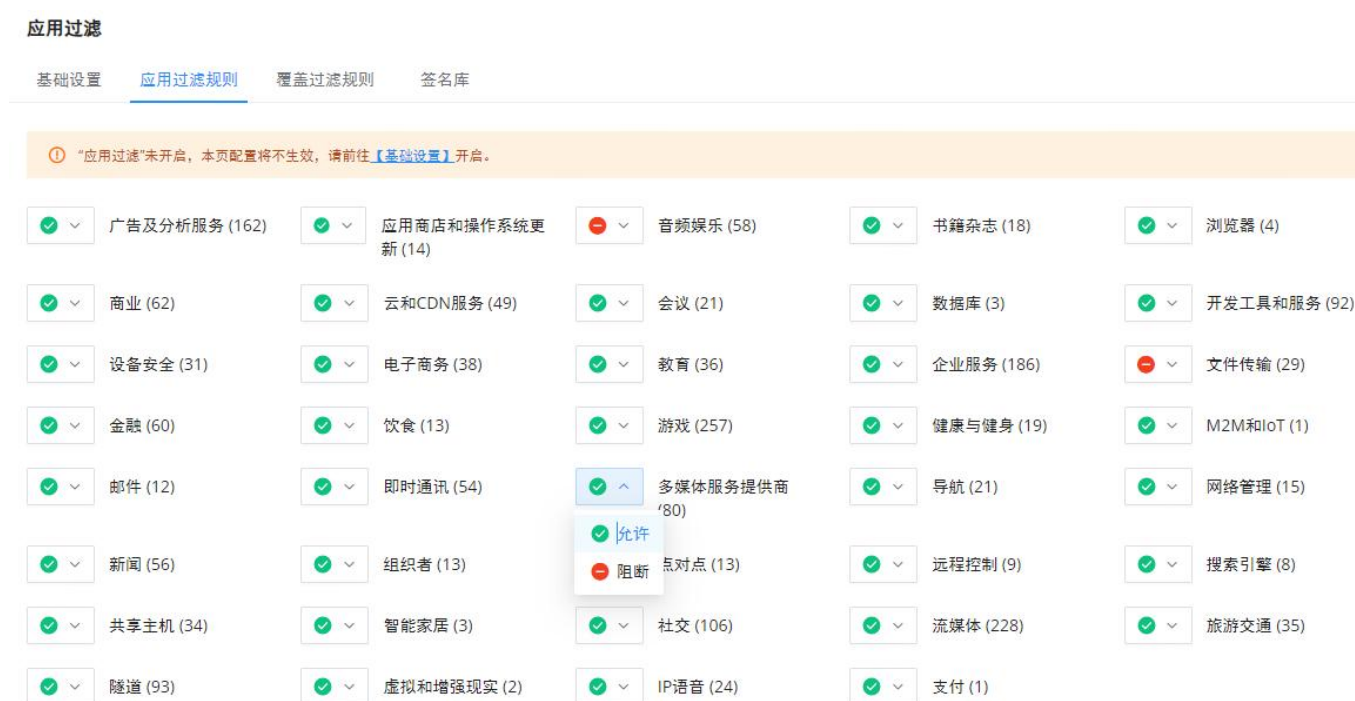 应用过滤
基础设置 应用过滤规则 覆盖过滤规则 签名库
“应用过滤”未开启，本页配置将不生效，请前往【基础设置】开启。
广告及分析服务 (162) 应用商店和操作系统更 音频娱乐 (58) 书籍杂志 (18) 浏览器 (4)
新 (14)
商业 (62) 云和CDN服务 (49) 会议 (21) 数据库 (3) 开发工具和服务 (92)
设备安全 (31) 电子商务 (38) 教育 (36) 企业服务 (186) 文件传输 (29)
金融 (60) 饮食 (13) 游戏 (257) 健康与健身 (19) M2M和IoT (1)
邮件 (12) 即时通讯 (54) 多媒体服务提供商 导航 (21) 网络管理 (15)
(80)
允许
新闻 (56) 组织者 (13) 阻断 点对点 (13) 远程控制 (9) 搜索引擎 (8)
共享主机 (34) 智能家居 (3) 社交 (106) 流媒体 (228) 旅游交通 (35)
隧道 (93) 虚拟和增强现实 (2) IP语音 (24) 支付 (1)